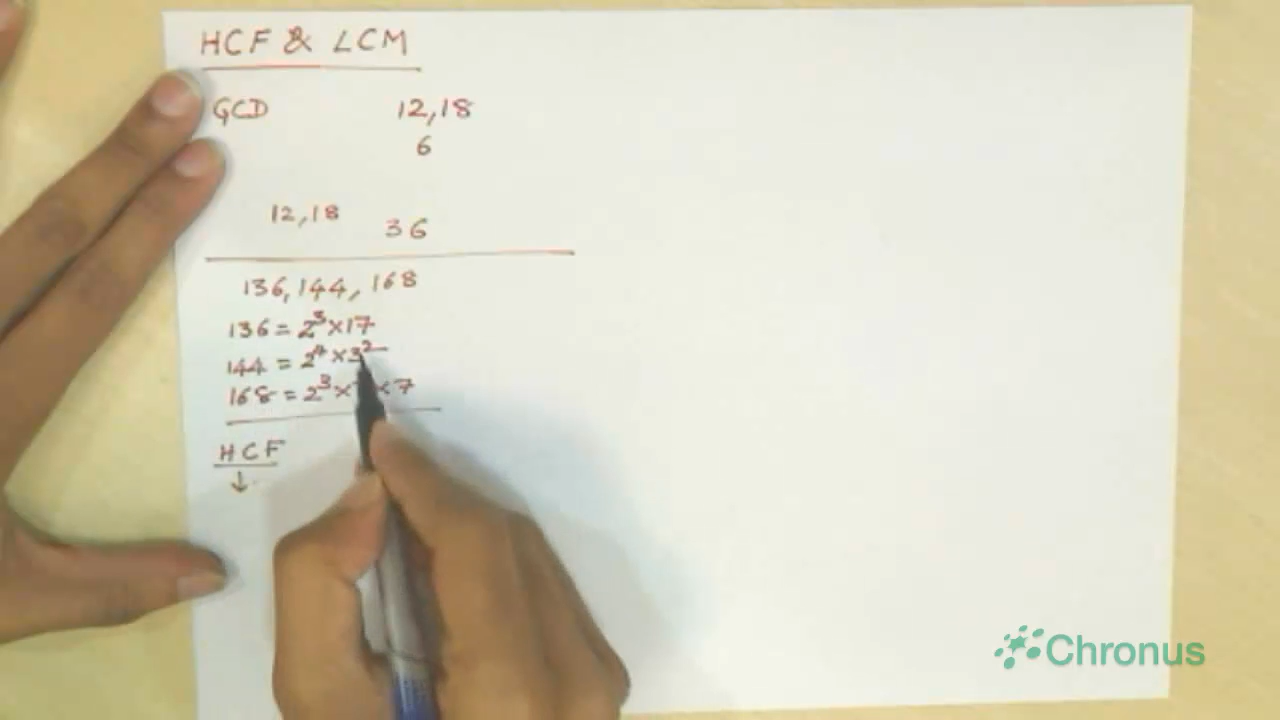 HCF & LCM
GCD 12,18
6
12,18 36
136, 144, 168
136 = 2³ × 17
144 = 2⁴ × 3²
168 = 2³ × × 7
HCF
↓
Chronus